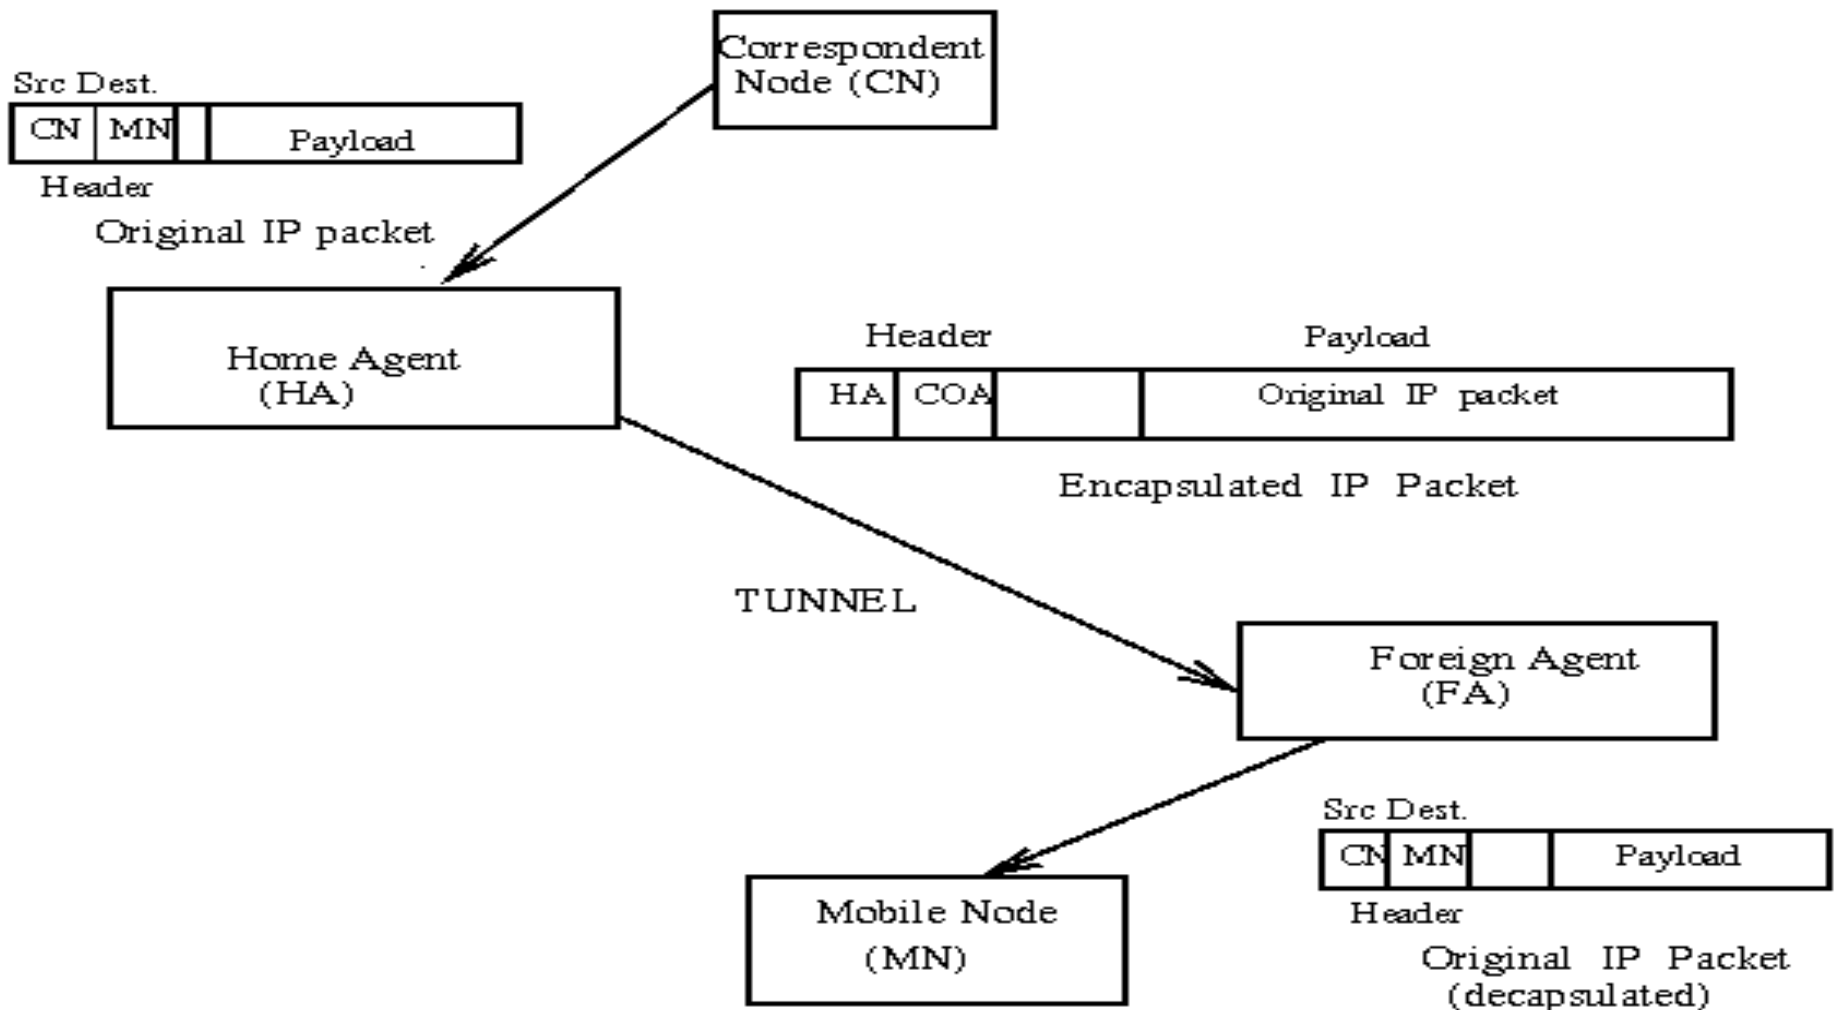 Correspondent
Node (CN)
Src Dest.
CN MN Payload
Header
Original IP packet
Home Agent
(HA)
Header Payload
HA COA Original IP packet
Encapsulated IP Packet
TUNNEL
Foreign Agent
(FA)
Src Dest.
CN MN Payload
Header
Mobile Node
(MN)
Original IP Packet
(decapsulated)